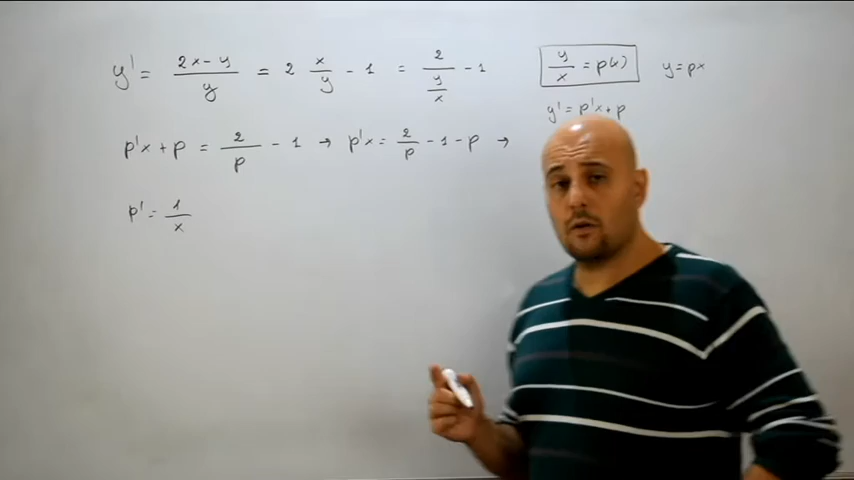 y' = (2x-y)/y = 2 x/y - 1 = 2/(y/x) - 1
y/x = p(x) y = px
y' = p'x + p
p'x + p = 2/p - 1 → p'x = 2/p - 1 - p →
p' = 1/x